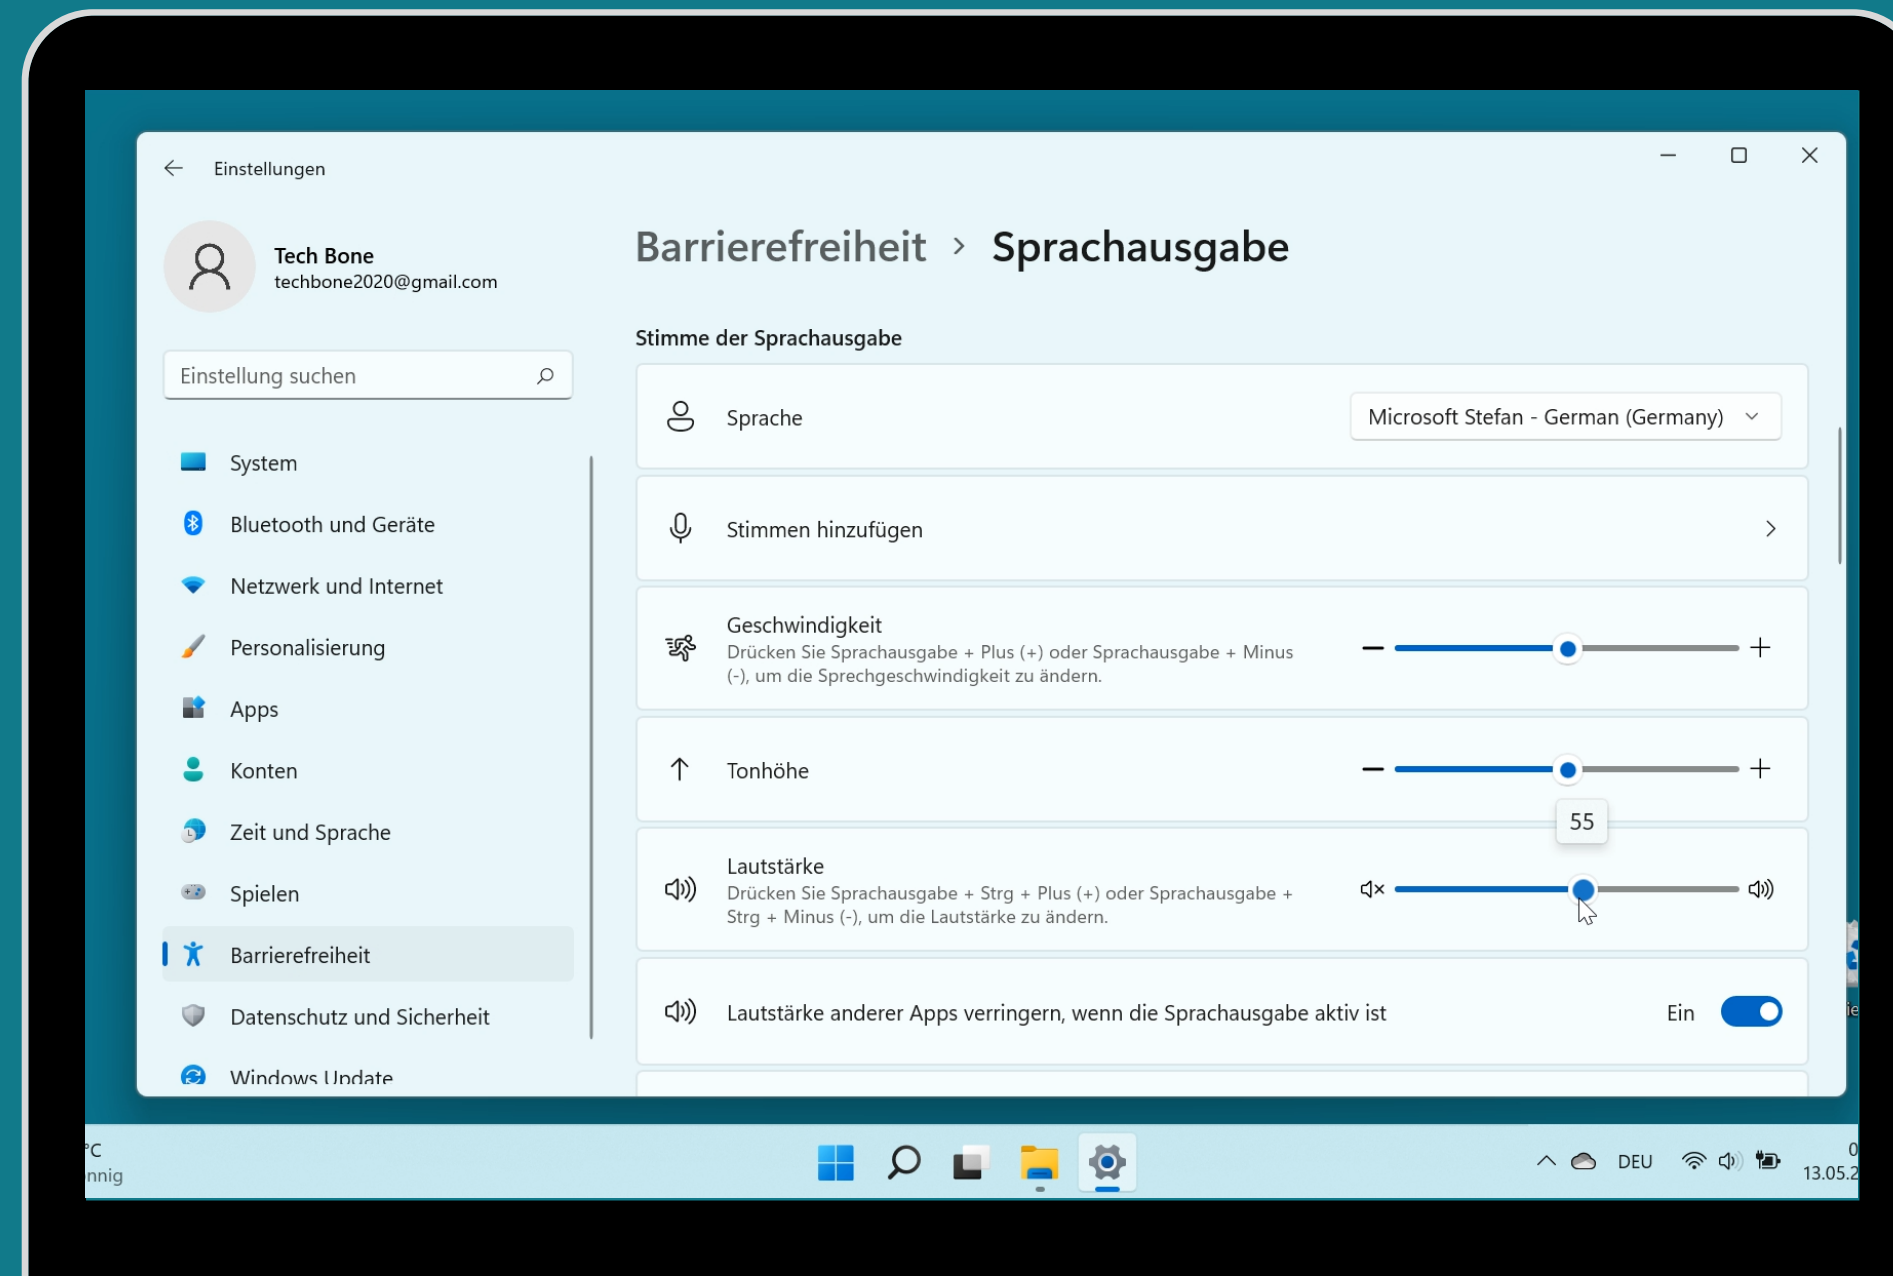 Einstellungen
Tech Bone
techbone2020@gmail.com
Einstellung suchen
System
Bluetooth und Geräte
Netzwerk und Internet
Personalisierung
Apps
Konten
Zeit und Sprache
Spielen
Barrierefreiheit
Datenschutz und Sicherheit
Windows Update
Barrierefreiheit > Sprachausgabe
Stimme der Sprachausgabe
Sprache
Microsoft Stefan - German (Germany)
Stimmen hinzufügen
Geschwindigkeit
Drücken Sie Sprachausgabe + Plus (+) oder Sprachausgabe + Minus
(-), um die Sprechgeschwindigkeit zu ändern.
Tonhöhe
55
Lautstärke
Drücken Sie Sprachausgabe + Strg + Plus (+) oder Sprachausgabe +
Strg + Minus (-), um die Lautstärke zu ändern.
Lautstärke anderer Apps verringern, wenn die Sprachausgabe aktiv ist
Ein
°C
DEU
13.05.2